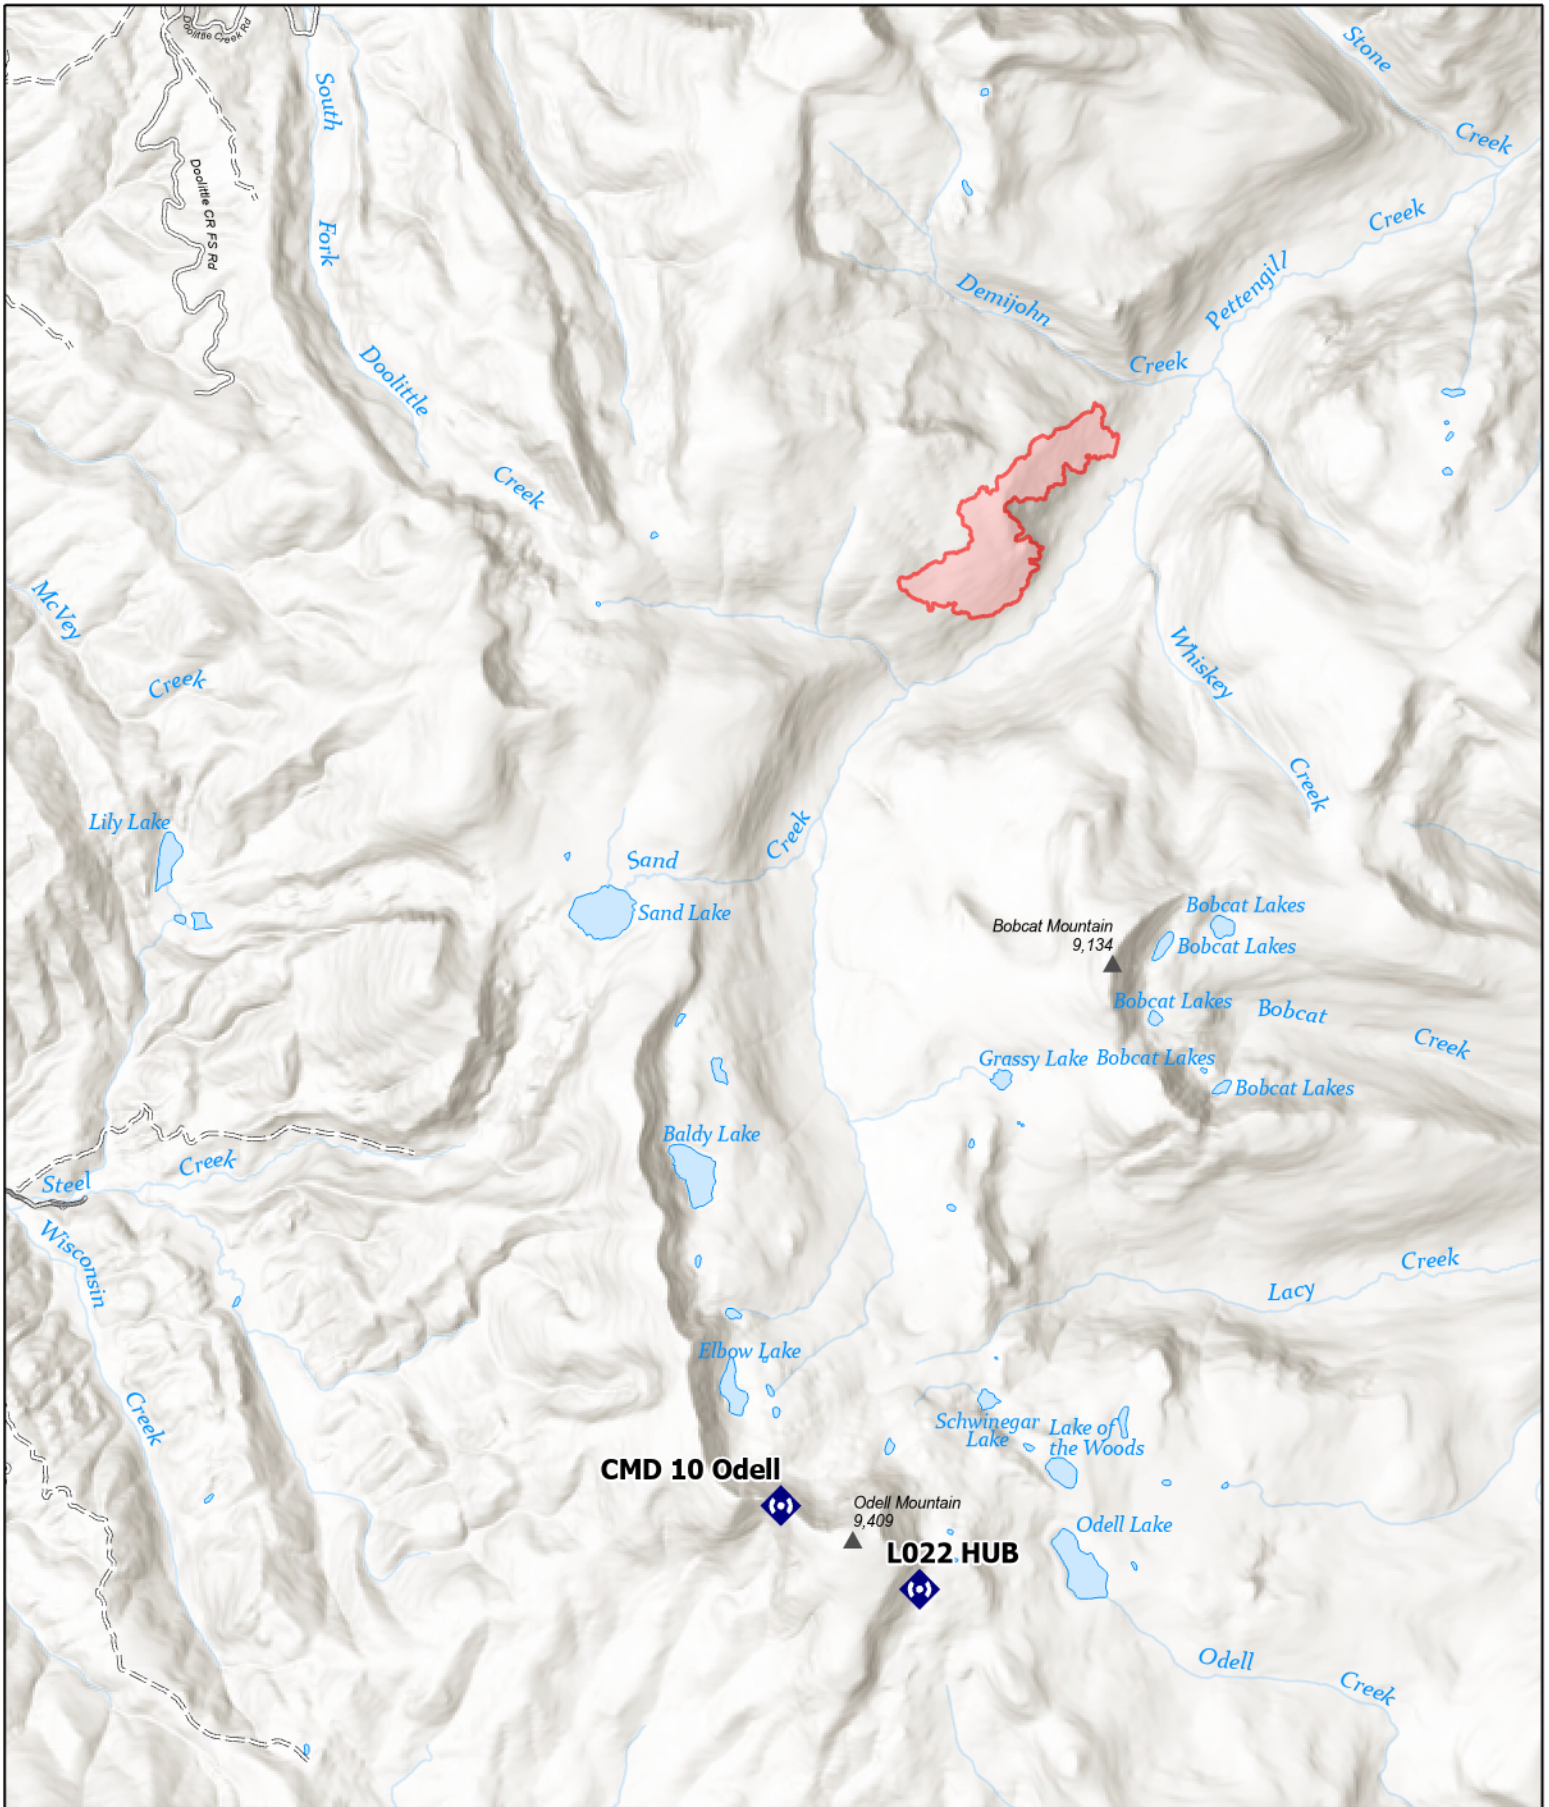 Doolittle Creek Rd
Stone
South
Creek
Doolittle CR FS Rd
Creek
Fork
Pettengill
Demijohn
Creek
Doolittle
Creek
McVey
Whiskey
Creek
Creek
Lily Lake
Creek
Sand
Sand Lake
Bobcat Lakes
Bobcat Mountain
9,134
Bobcat Lakes
Bobcat Lakes
Bobcat
Creek
Grassy Lake
Bobcat Lakes
Bobcat Lakes
Baldy Lake
Creek
Steel
Wisconsin
Creek
Lacy
Elbow Lake
Creek
Schwinegar
Lake
Lake of
the Woods
CMD 10 Odell
Odell Mountain
9,409
Odell Lake
L022 HUB
Odell
Creek